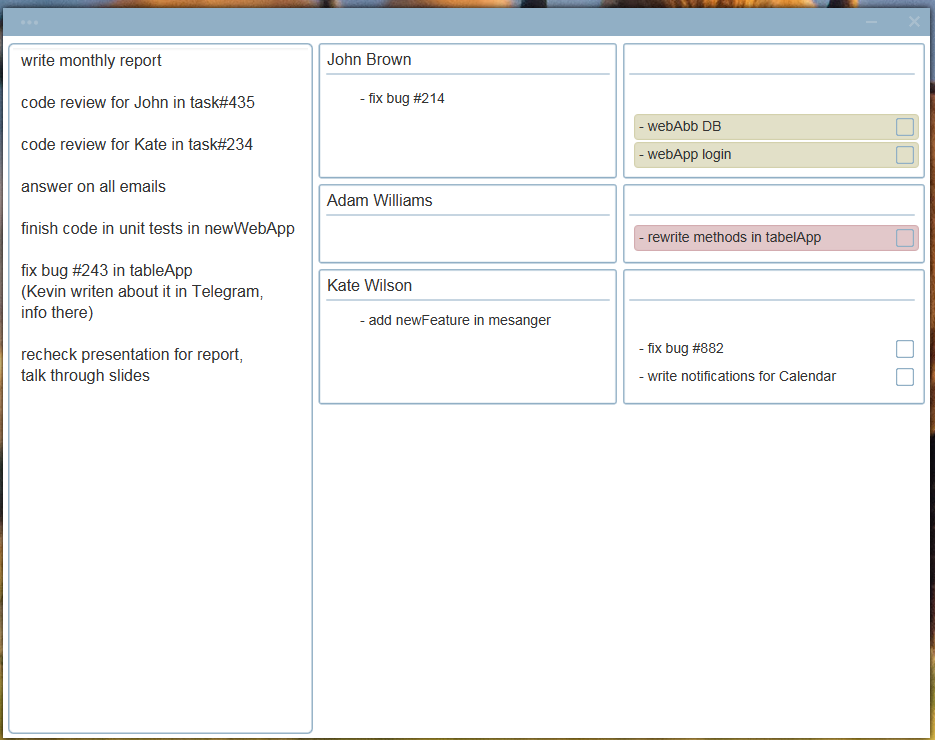 write monthly report
code review for John in task#435
code review for Kate in task#234
answer on all emails
finish code in unit tests in newWebApp
fix bug #243 in tableApp
(Kevin writen about it in Telegram,
info there)
recheck presentation for report,
talk through slides
John Brown
- fix bug #214
- webAbb DB
- webApp login
Adam Williams
- rewrite methods in tabelApp
Kate Wilson
- add newFeature in mesanger
- fix bug #882
- write notifications for Calendar